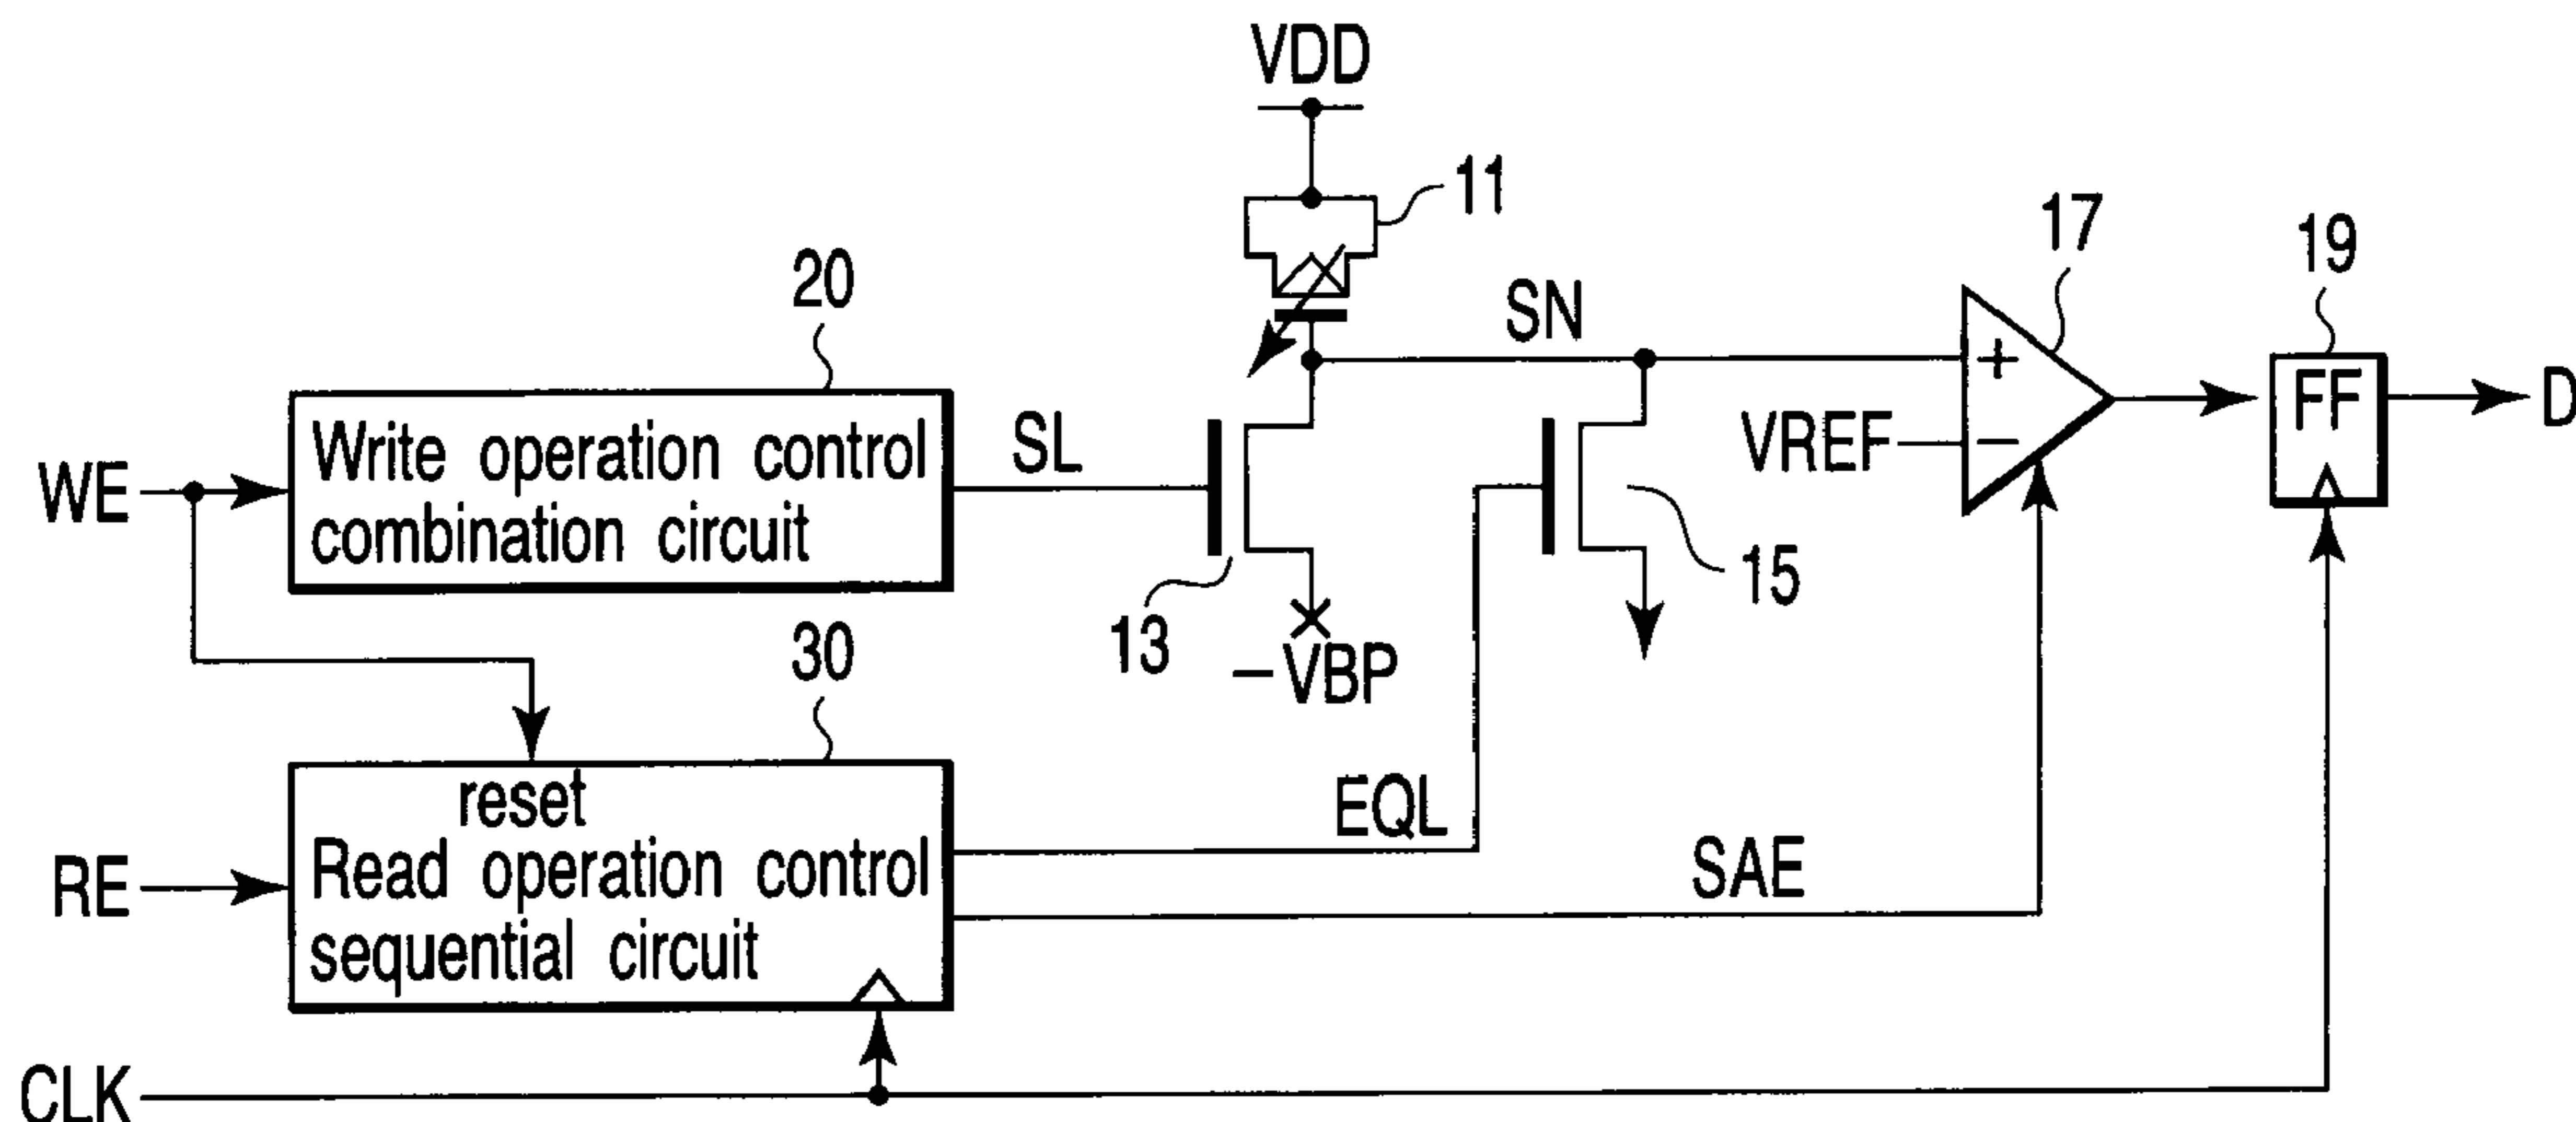 VDD
11
17
19
20
SN
FF
D
SL
VREF
+
−
Write operation control
combination circuit
WE
15
13
−VBP
30
reset
EQL
Read operation control
sequential circuit
RE
SAE
CLK